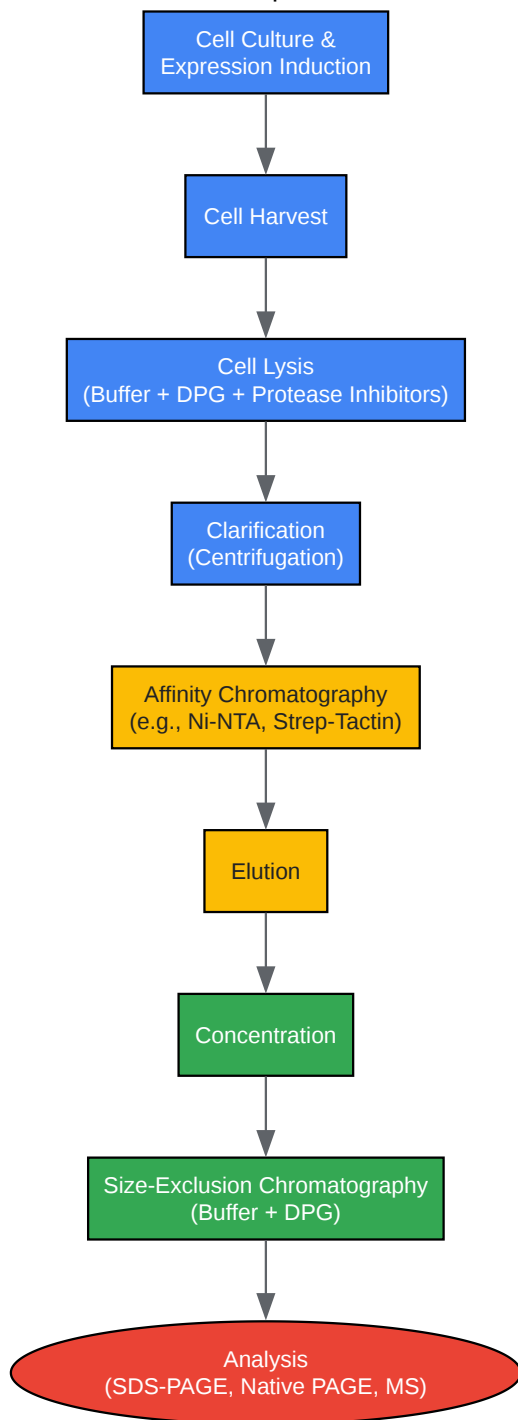 Cell Culture &
Expression Induction
Cell Harvest
Cell Lysis
(Buffer + DPG + Protease Inhibitors)
Clarification
(Centrifugation)
Affinity Chromatography
(e.g., Ni-NTA, Strep-Tactin)
Elution
Concentration
Size-Exclusion Chromatography
(Buffer + DPG)
Analysis
(SDS-PAGE, Native PAGE, MS)